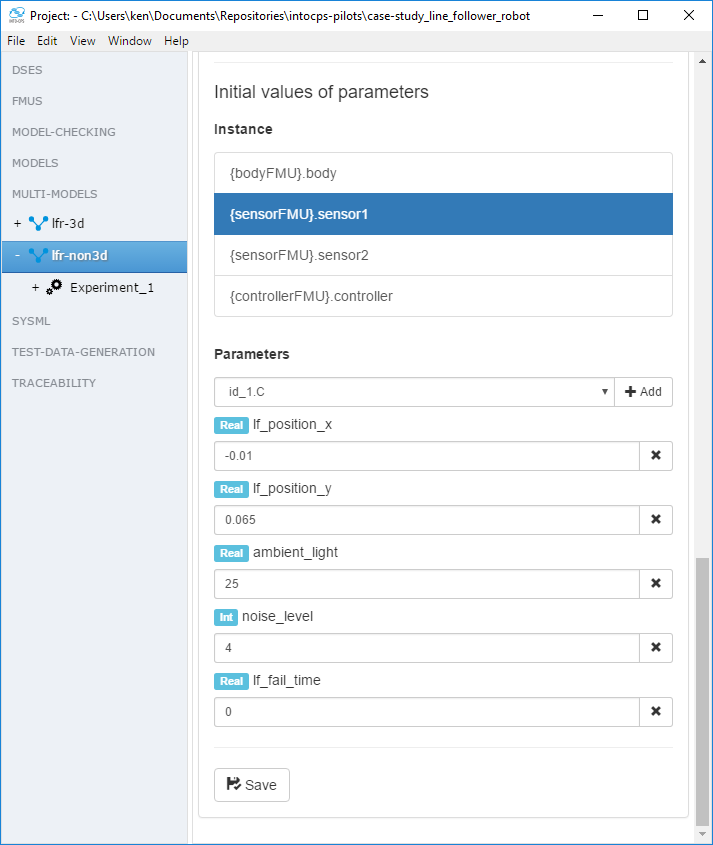 Project: - C:\Users\ken\Documents\Repositories\intocps-pilots\case-study_line_follower_robot
File Edit View Window Help
DSES
FMUS
MODEL-CHECKING
MODELS
MULTI-MODELS
+ lfr-3d
- lfr-non3d
+ Experiment_1
SYSML
TEST-DATA-GENERATION
TRACEABILITY
Initial values of parameters
Instance
{bodyFMU}.body
{sensorFMU}.sensor1
{sensorFMU}.sensor2
{controllerFMU}.controller
Parameters
id_1.C
Add
Real lf_position_x
-0.01
Real lf_position_y
0.065
Real ambient_light
25
Int noise_level
4
Real lf_fail_time
0
Save